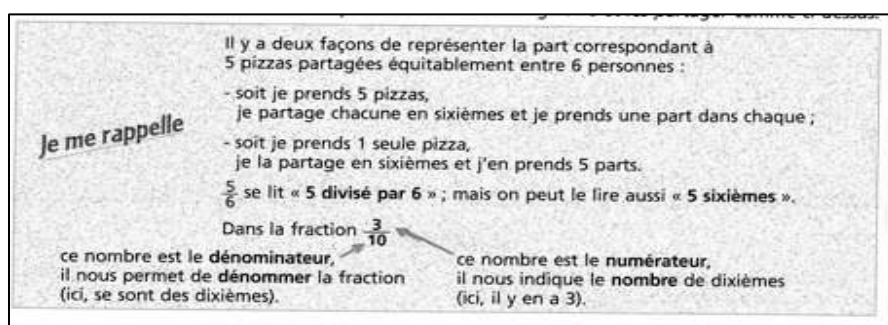 Il y a deux façons de représenter la part correspondant à
5 pizzas partagées équitablement entre 6 personnes :
- soit je prends 5 pizzas,
je partage chacune en sixièmes et je prends une part dans chaque ;
Je me rappelle
- soit je prends 1 seule pizza,
je la partage en sixièmes et j'en prends 5 parts.
5/6 se lit « 5 divisé par 6 » ; mais on peut le lire aussi « 5 sixièmes ».
Dans la fraction 3/10
ce nombre est le dénominateur,
il nous permet de dénommer la fraction
(ici, se sont des dixièmes).
ce nombre est le numérateur,
il nous indique le nombre de dixièmes
(ici, il y en a 3).